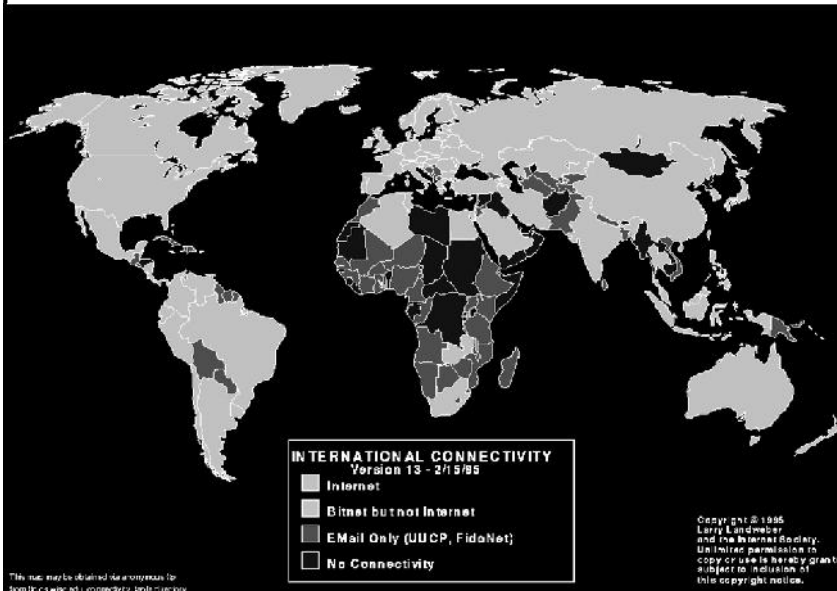 INTERNATIONAL CONNECTIVITY
Version 13 - 2/15/95
Internet
Bitnet but not Internet
EMail Only (UUCP, FidoNet)
No Connectivity
Copyright © 1995
Larry Landweber
and the Internet Society.
Unlimited permission to
copy or use is hereby grant
subject to inclusion of
this copyright notice.
This map may be obtained via anonymous